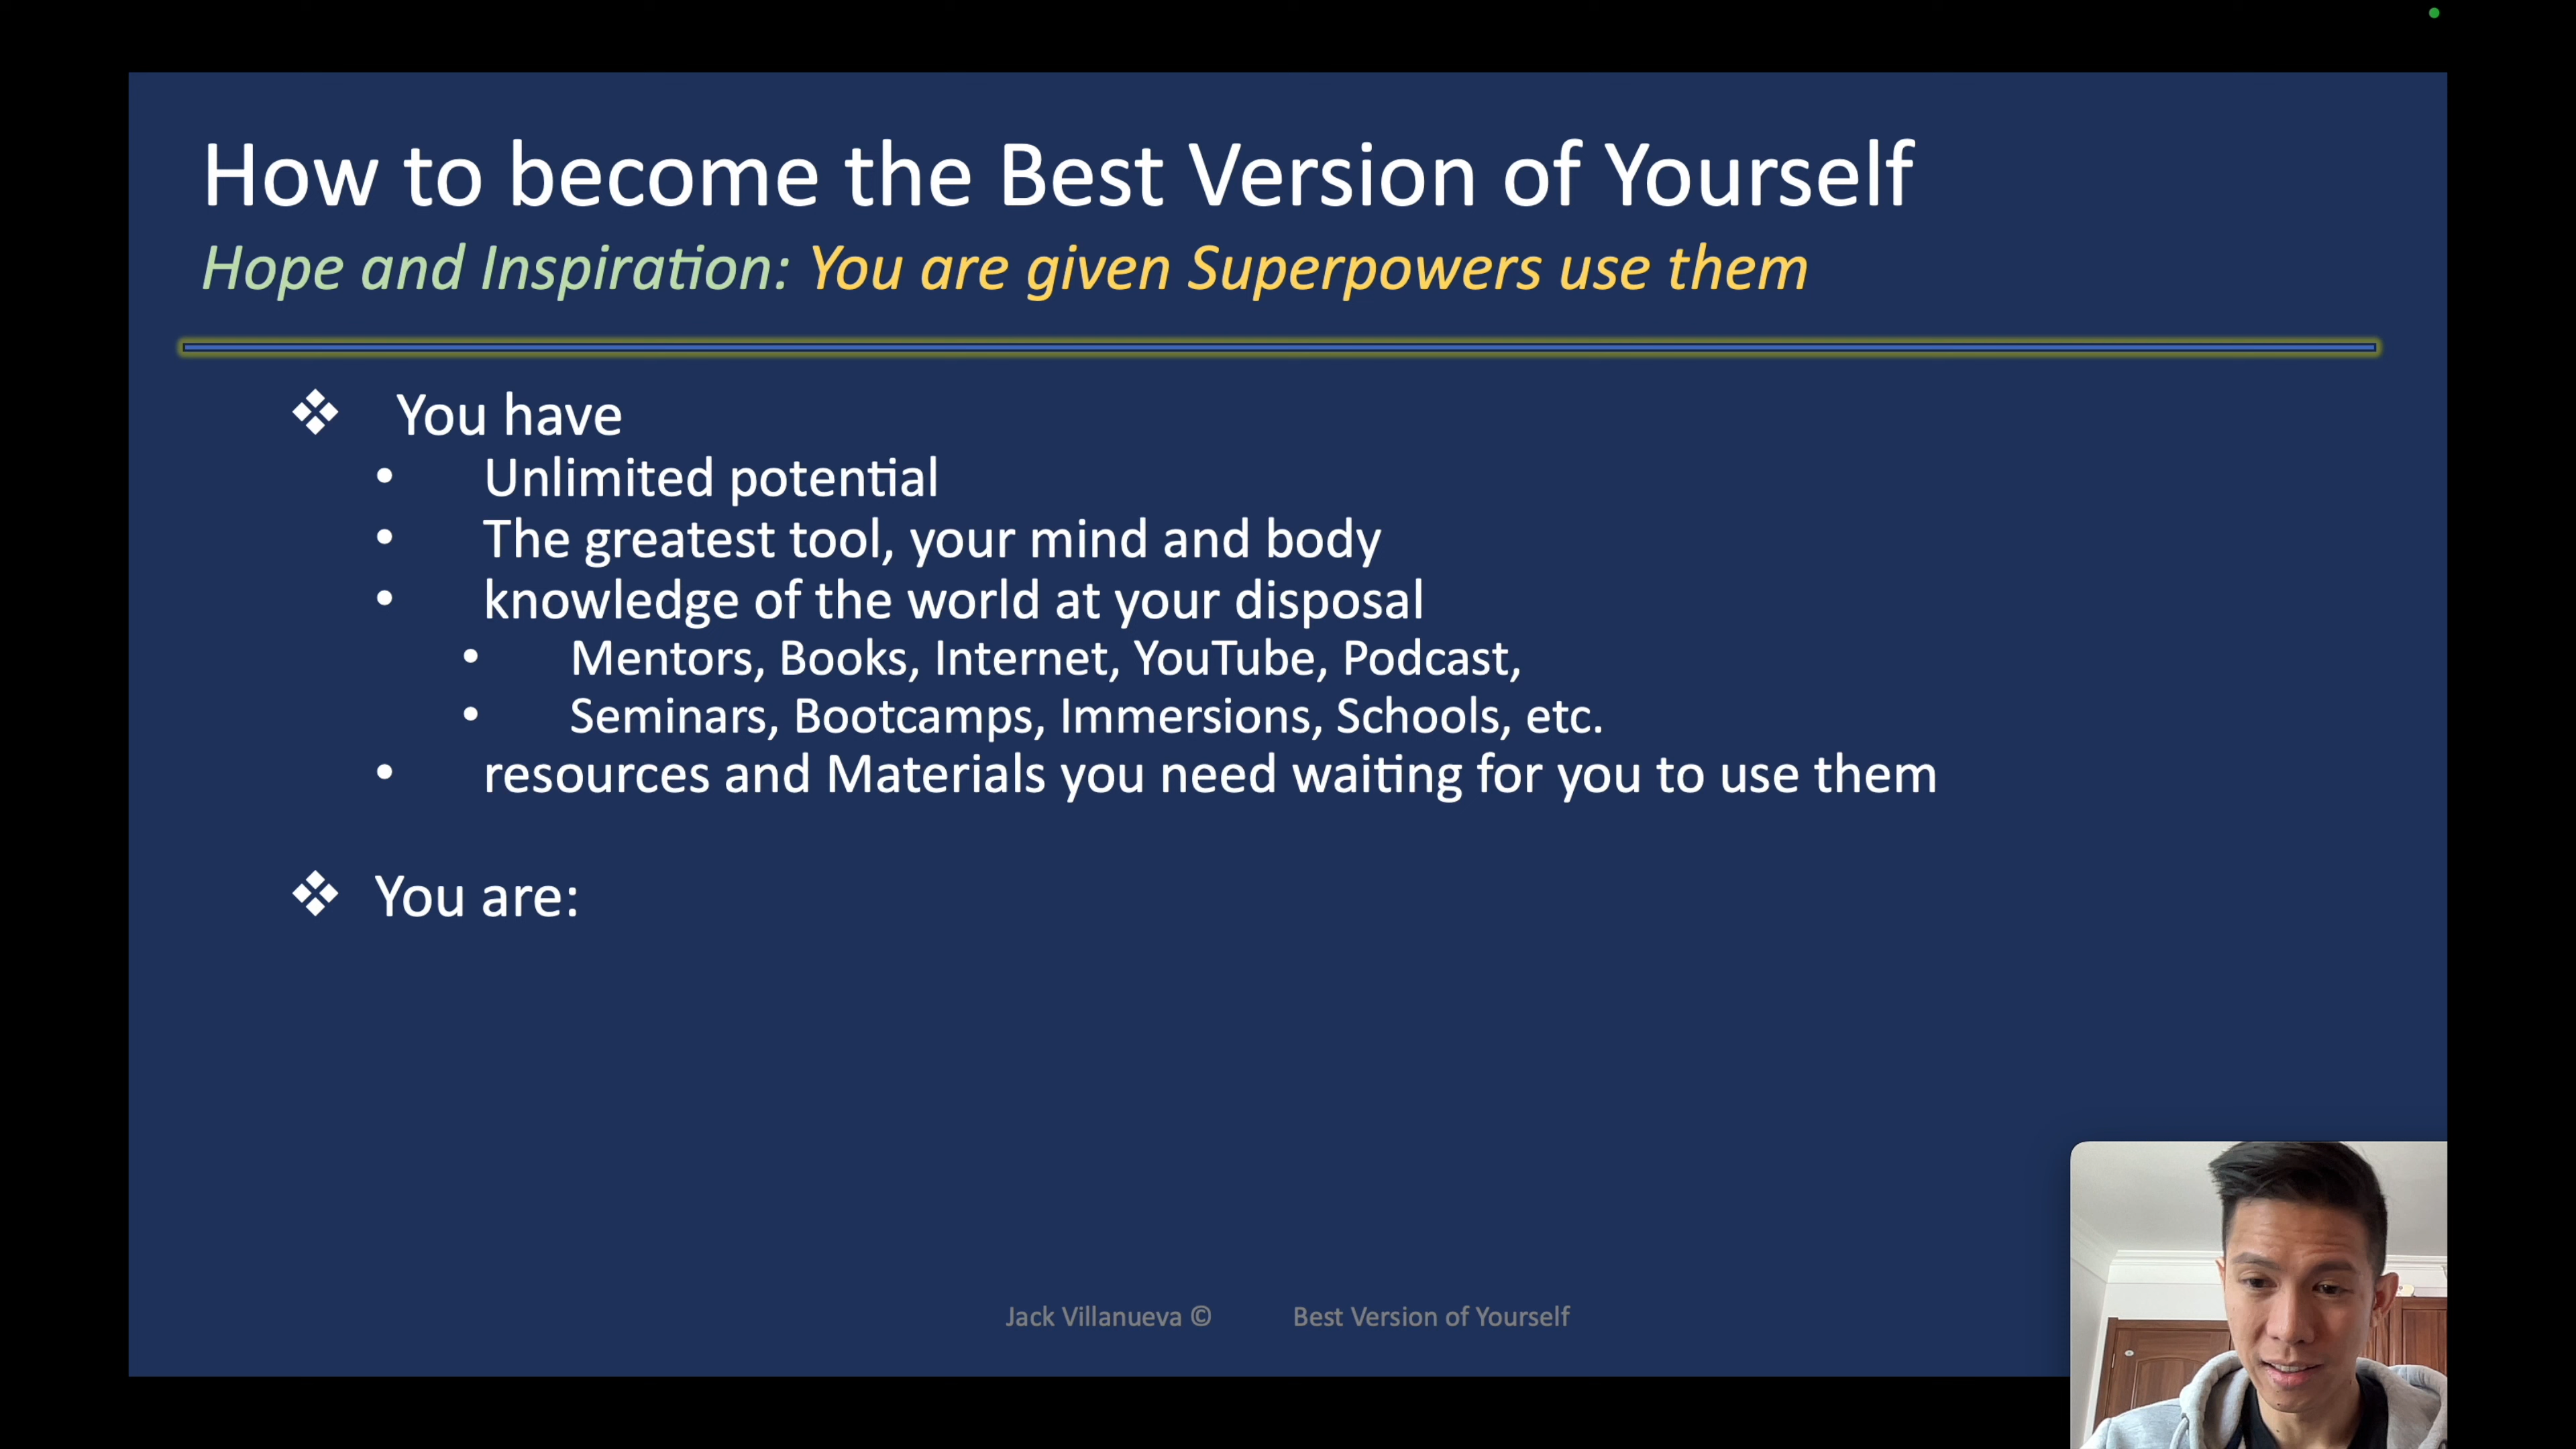 How to become the Best Version of Yourself
Hope and Inspiration: You are given Superpowers use them
❖ You have
• Unlimited potential
• The greatest tool, your mind and body
• knowledge of the world at your disposal
• Mentors, Books, Internet, YouTube, Podcast,
• Seminars, Bootcamps, Immersions, Schools, etc.
• resources and Materials you need waiting for you to use them
❖ You are:
Jack Villanueva © Best Version of Yourself